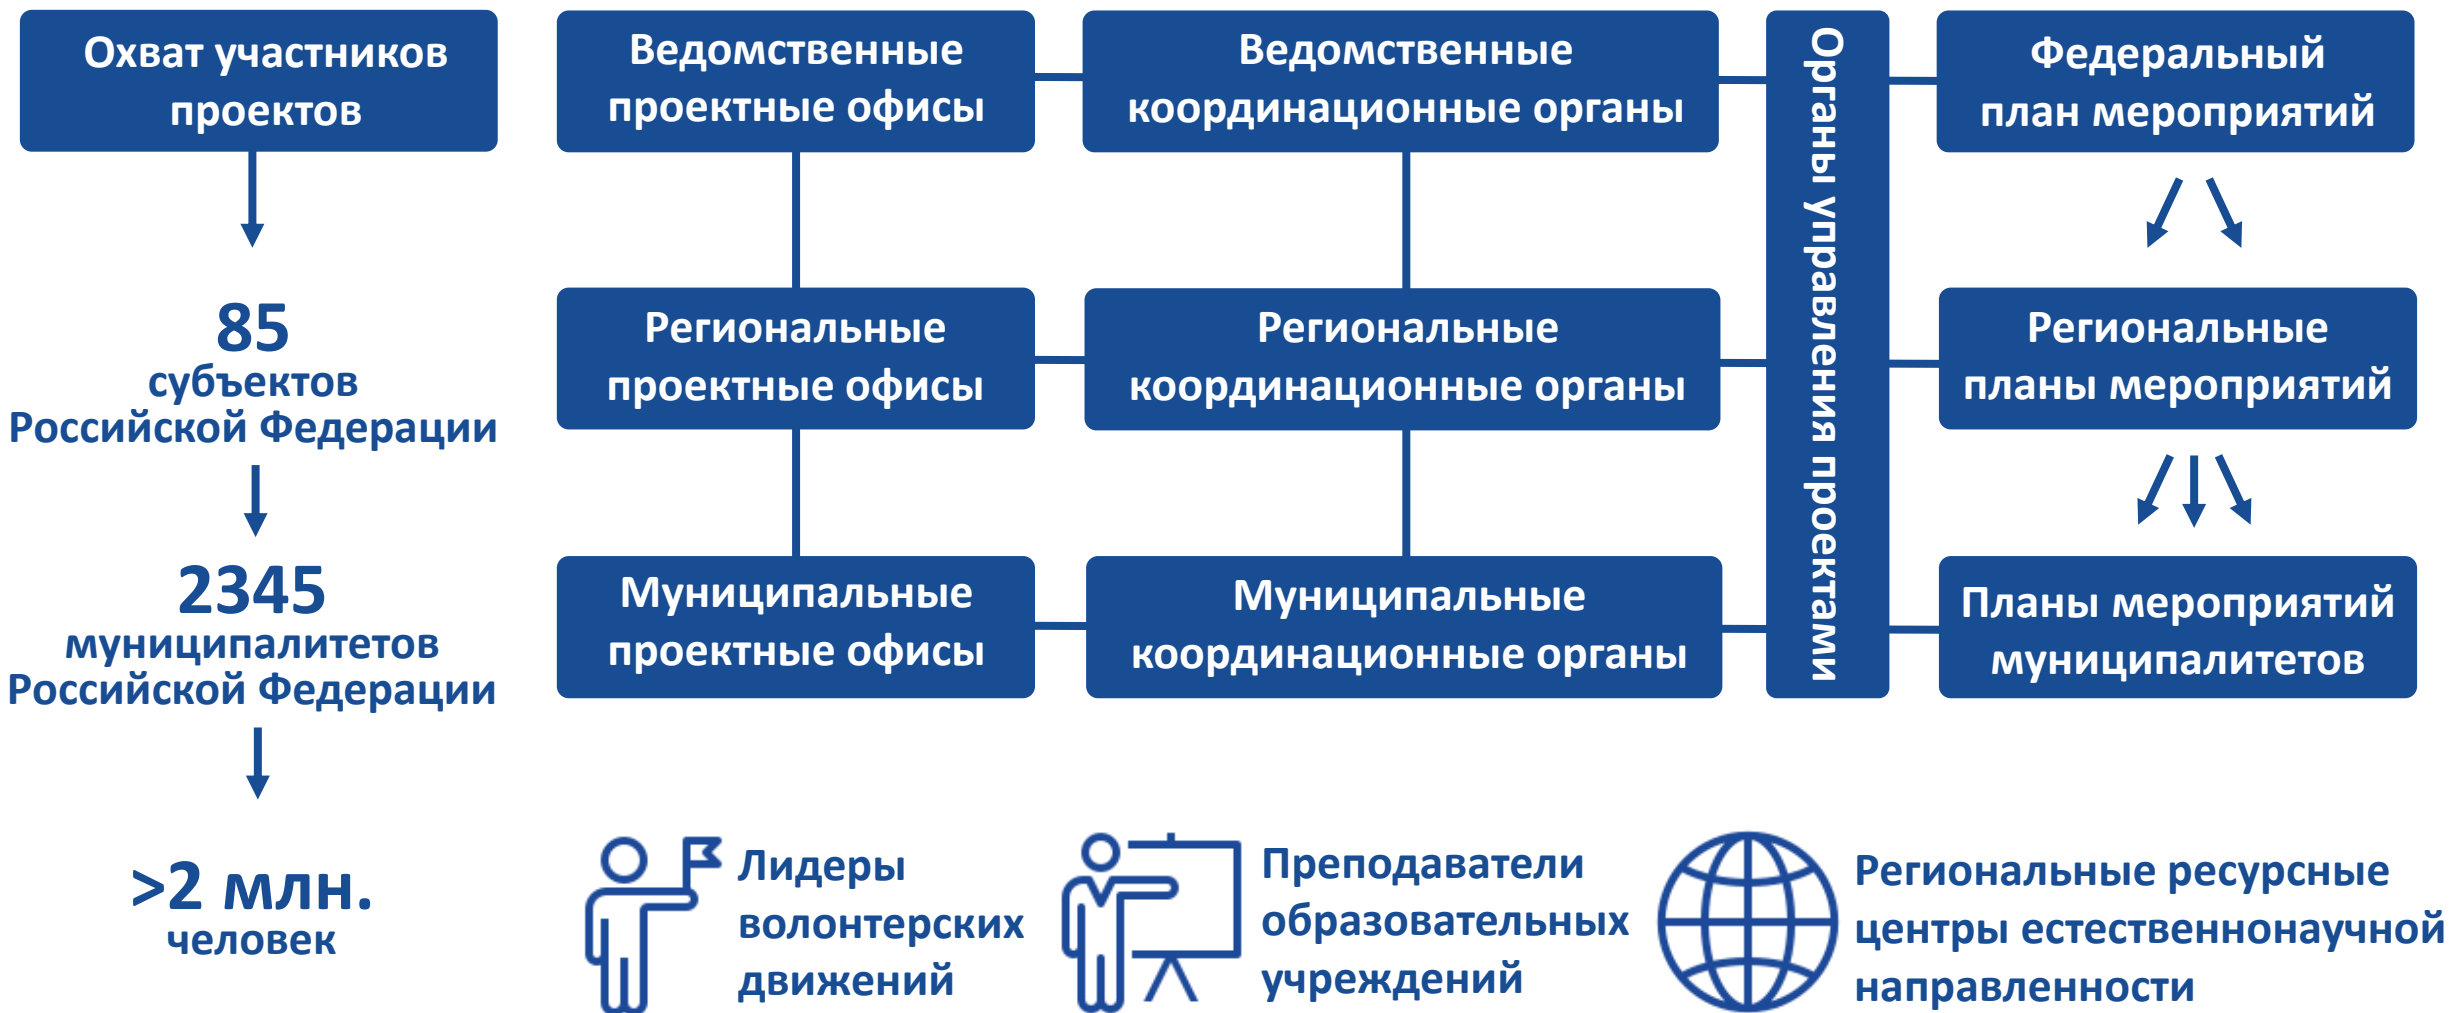 Охват участников
проектов
85
субъектов
Российской Федерации
2345
муниципалитетов
Российской Федерации
>2 млн.
человек
Ведомственные
проектные офисы
Ведомственные
координационные органы
Региональные
проектные офисы
Региональные
координационные органы
Муниципальные
проектные офисы
Муниципальные
координационные органы
Органы управления проектами
Федеральный
план мероприятий
Региональные
планы мероприятий
Планы мероприятий
муниципалитетов
Лидеры
волонтерских
движений
Преподаватели
образовательных
учреждений
Региональные ресурсные
центры естественнонаучной
направленности